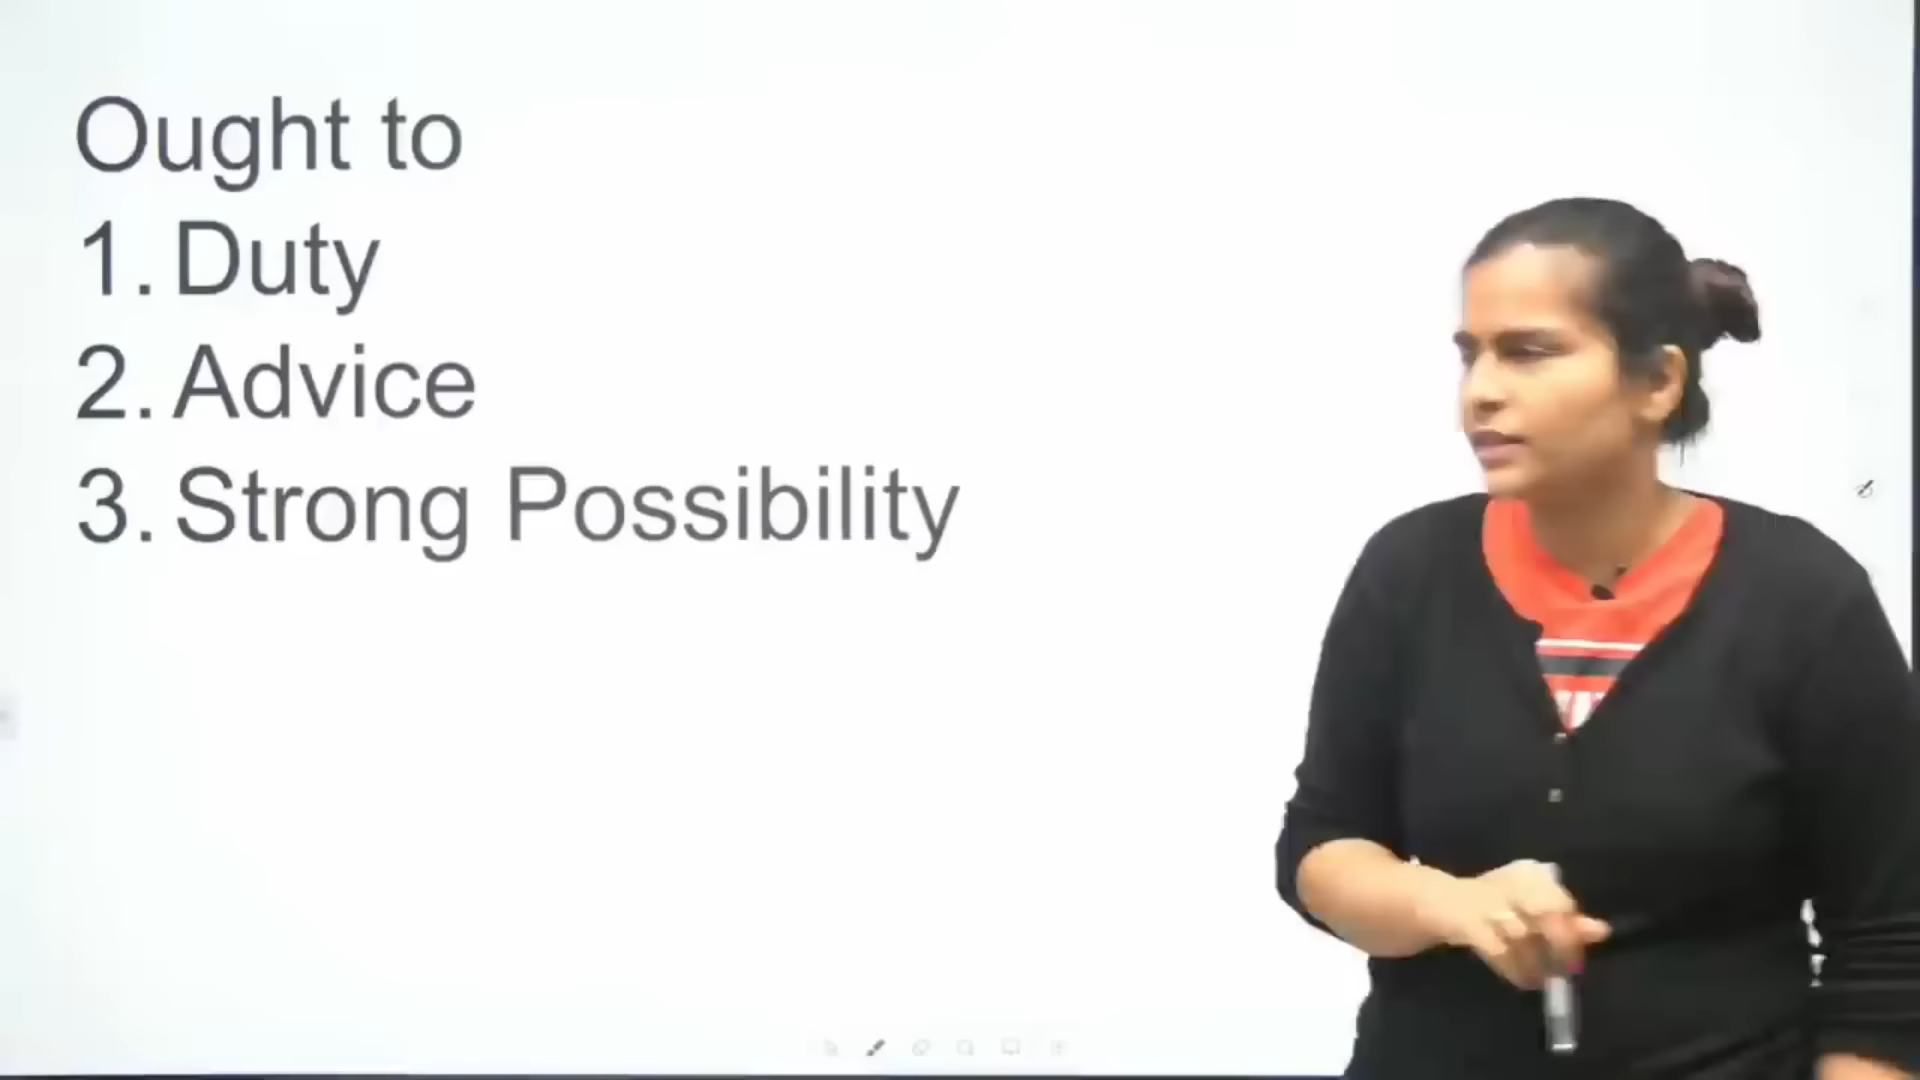 Ought to
1. Duty
2. Advice
3. Strong Possibility